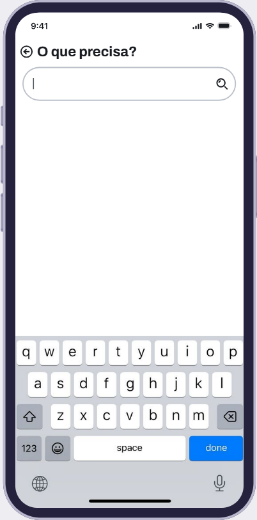 9:41
O que precisa?
q w e r t y u i o p
a s d f g h j k l
z x c v b n m
123 space done